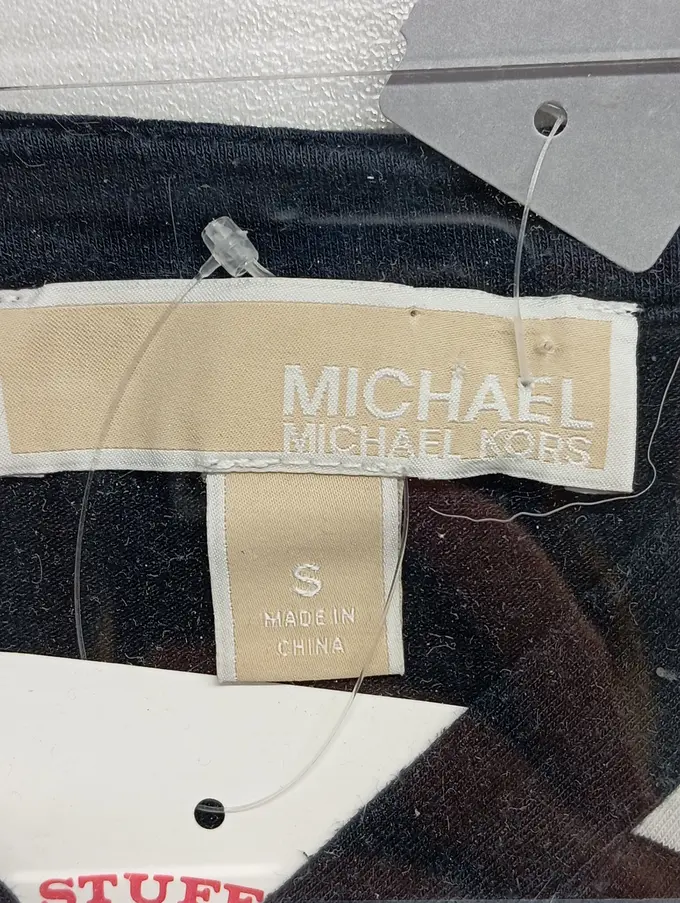 MICHAEL
MICHAEL KORS
S
MADE IN
CHINA
STUFF